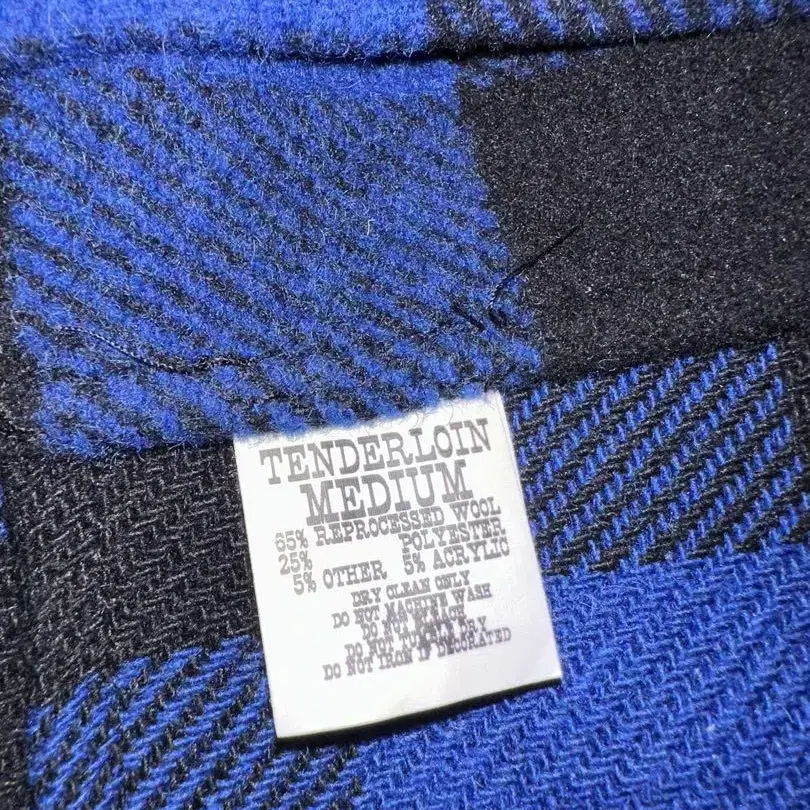 TENDERLOIN
MEDIUM
65% REPROCESSED WOOL
25% POLYESTER
5% OTHER 5% ACRYLIC
DRY CLEAN ONLY
DO NOT MACHINE WASH
DO NOT BLEACH
DO NOT TUMBLE DRY
DO NOT IRON IF DECORATED